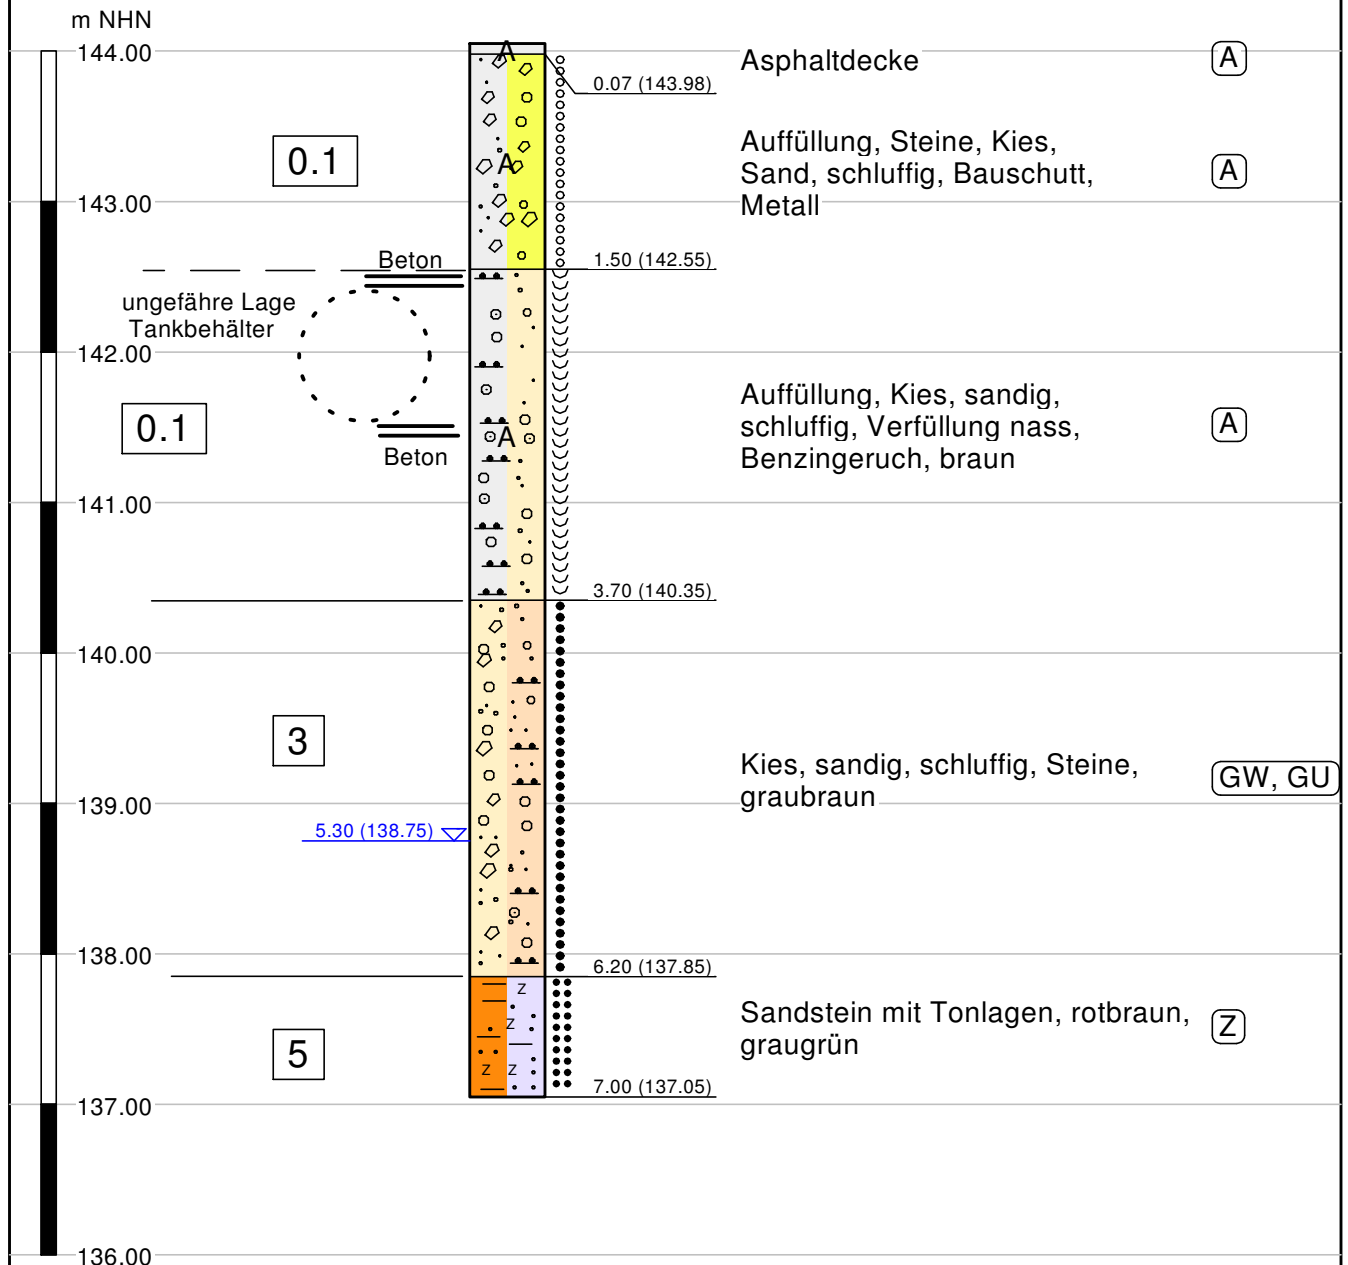 m NHN
144.00
A
0.07 (143.98)
Asphaltdecke
A
0.1
A
Auffüllung, Steine, Kies,
Sand, schluffig, Bauschutt,
Metall
A
143.00
Beton
1.50 (142.55)
ungefähre Lage
Tankbehälter
142.00
0.1
A
Auffüllung, Kies, sandig,
schluffig, Verfüllung nass,
Benzingeruch, braun
A
Beton
141.00
3.70 (140.35)
140.00
3
Kies, sandig, schluffig, Steine,
graubraun
GW, GU
139.00
5.30 (138.75)
138.00
6.20 (137.85)
Z
Z
Z Z
5
Sandstein mit Tonlagen, rotbraun,
graugrün
Z
7.00 (137.05)
137.00
136.00